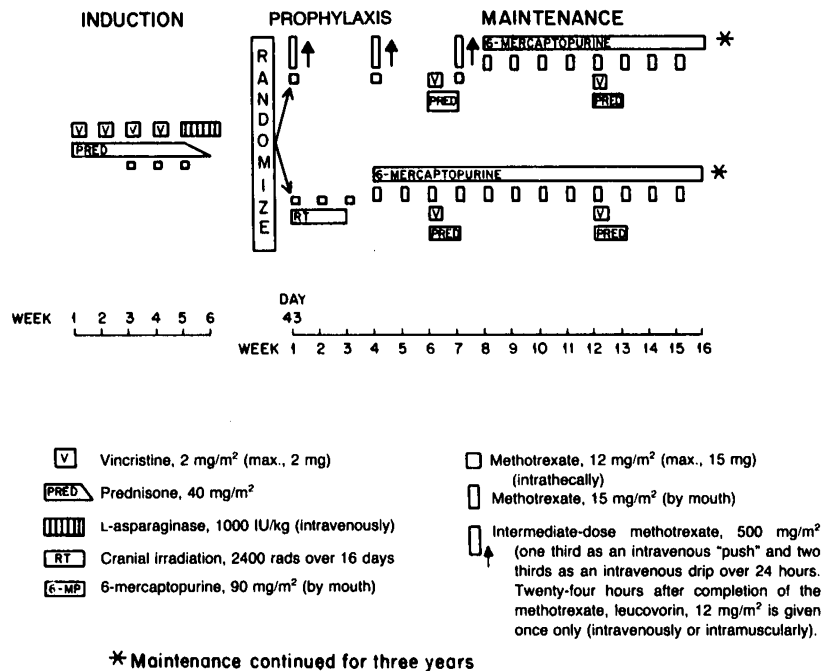 INDUCTION PROPHYLAXIS MAINTENANCE
RANDOMIZE
6-MERCAPTOPURINE *
V PRED
V PRED
V V V V
PRED
6-MERCAPTOPURINE *
RT
V PRED
V PRED
DAY
43
WEEK 1 2 3 4 5 6
WEEK 1 2 3 4 5 6 7 8 9 10 11 12 13 14 15 16
V Vincristine, 2 mg/m² (max., 2 mg)
PRED Prednisone, 40 mg/m²
L-asparaginase, 1000 IU/kg (intravenously)
RT Cranial irradiation, 2400 rads over 16 days
6-MP 6-mercaptopurine, 90 mg/m² (by mouth)
Methotrexate, 12 mg/m² (max., 15 mg)
(intrathecally)
Methotrexate, 15 mg/m² (by mouth)
Intermediate-dose methotrexate, 500 mg/m²
(one third as an intravenous "push" and two
thirds as an intravenous drip over 24 hours.
Twenty-four hours after completion of the
methotrexate, leucovorin, 12 mg/m² is given
once only (intravenously or intramuscularly).
* Maintenance continued for three years